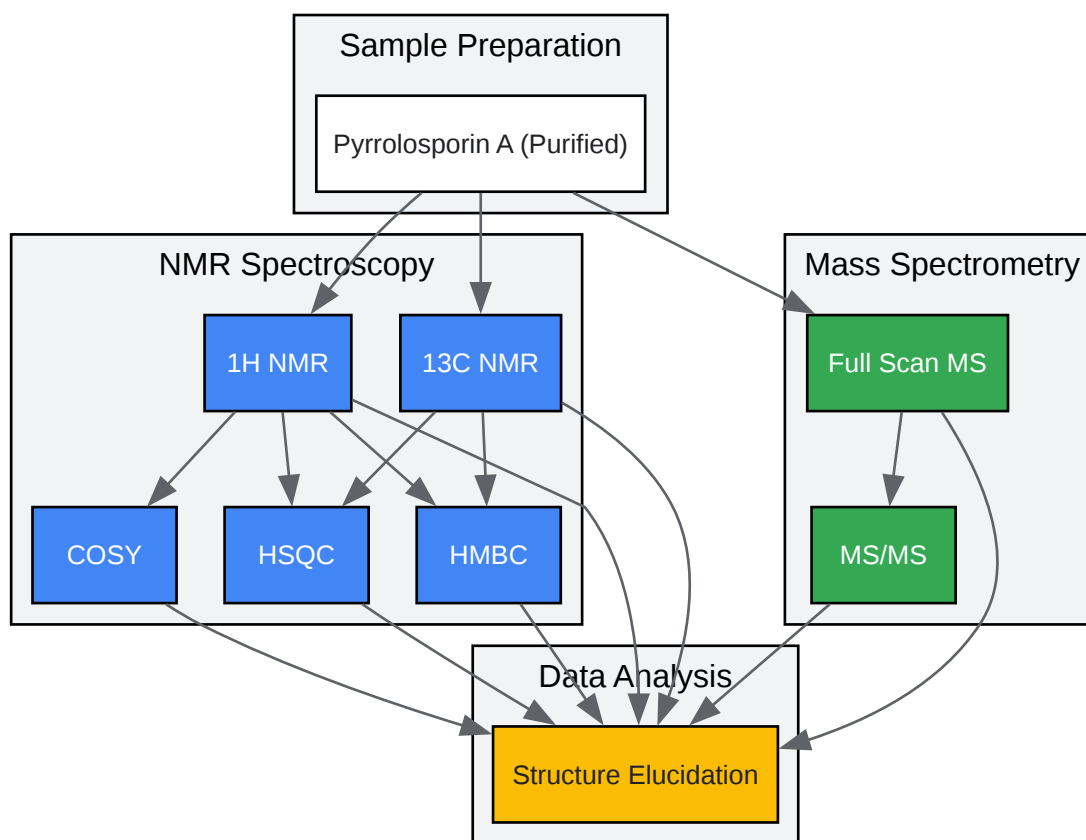 Sample Preparation
Pyrrolosporin A (Purified)
NMR Spectroscopy
Mass Spectrometry
1H NMR
13C NMR
Full Scan MS
COSY
HSQC
HMBC
MS/MS
Data Analysis
Structure Elucidation